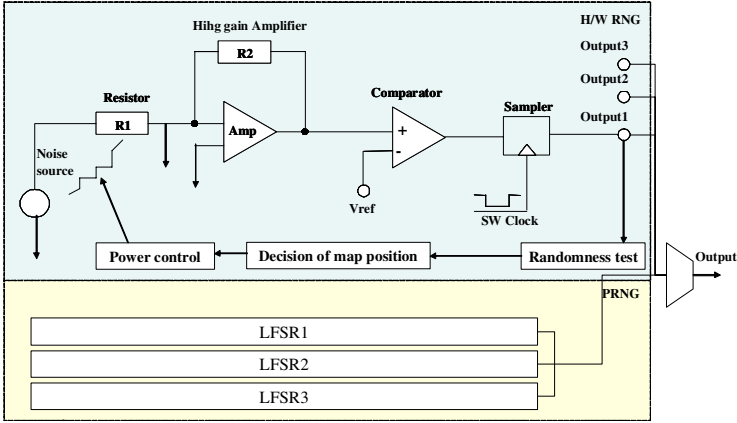 H/W RNG
Hihg gain Amplifier
Output3
R2
Output2
Resistor
Comparator
Sampler
Output1
R1
Amp
+
-
Noise
source
Vref
SW Clock
Power control
Decision of map position
Randomness test
Output
PRNG
LFSR1
LFSR2
LFSR3